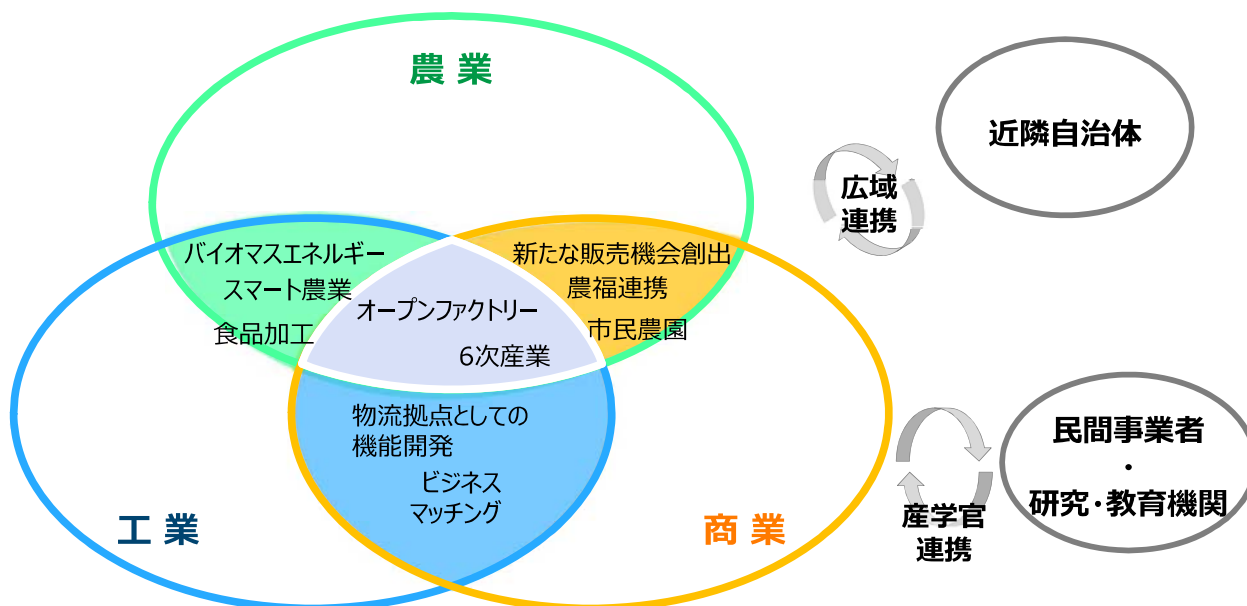 農 業
近隣自治体
広域
連携
バイオマスエネルギー
スマート農業
食品加工
新たな販売機会創出
農福連携
市民農園
オープンファクトリー
6次産業
物流拠点としての
機能開発
ビジネス
マッチング
工 業
商 業
民間事業者
・
研究・教育機関
産学官
連携